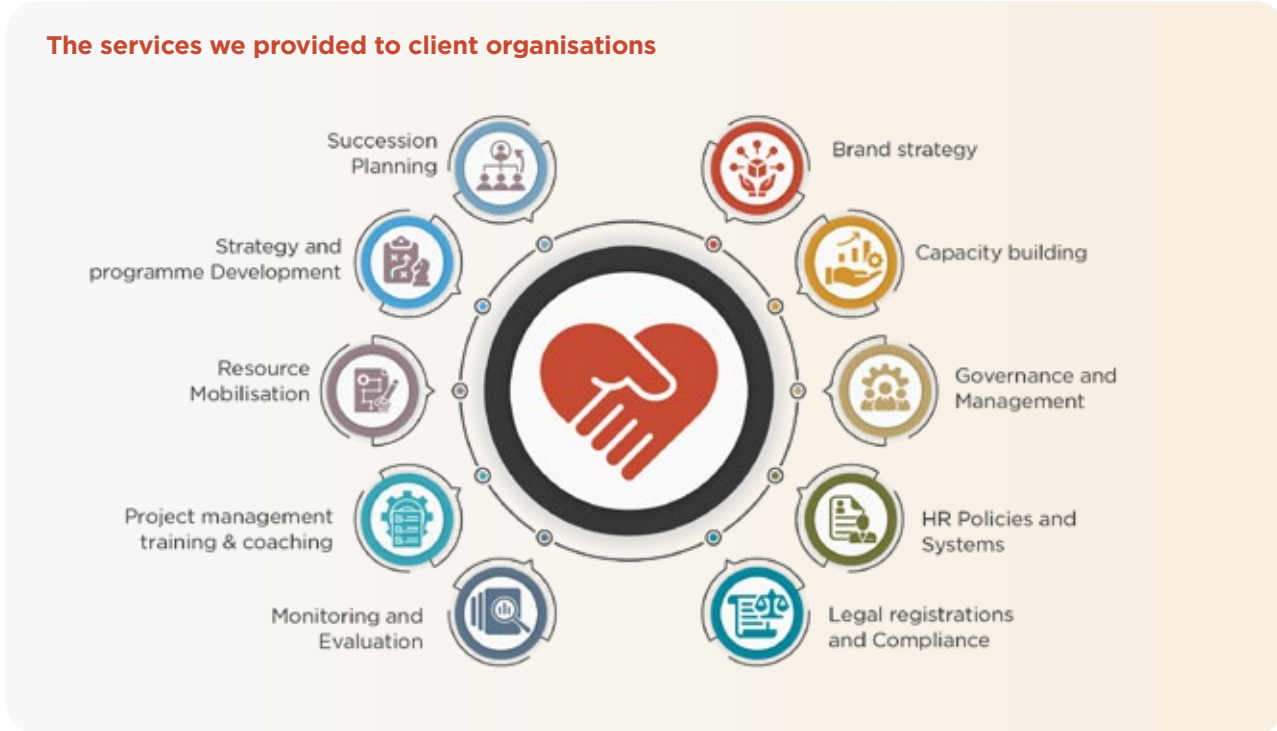 The services we provided to client organisations
Succession
Planning
Strategy and
programme Development
Resource
Mobilisation
Project management
training & coaching
Monitoring and
Evaluation
Brand strategy
Capacity building
Governance and
Management
HR Policies and
Systems
Legal registrations
and Compliance